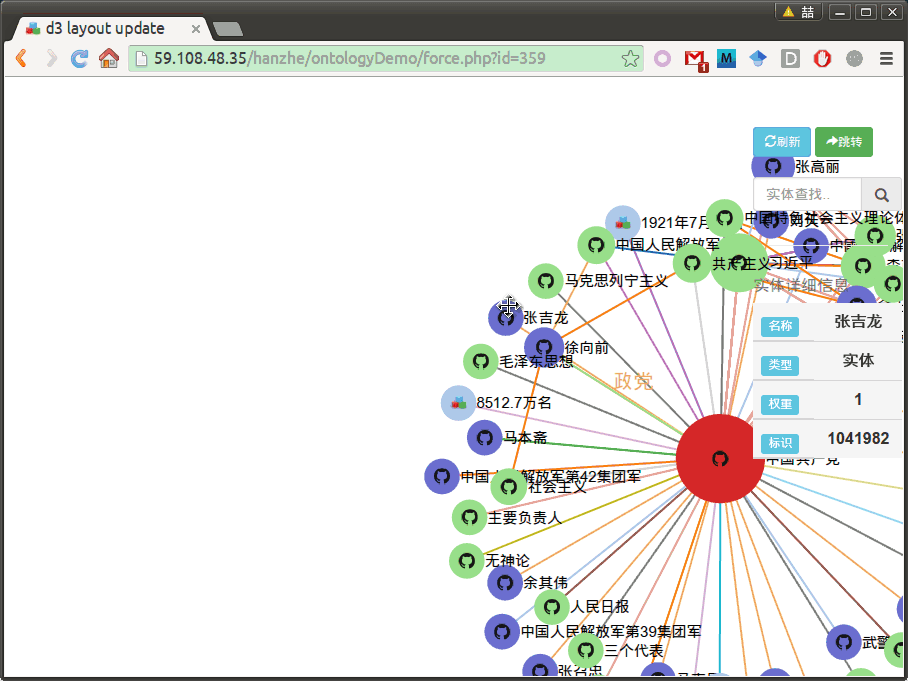 喆
d3 layout update
59.108.48.35/hanzhe/ontologyDemo/force.php?id=359
M
1
D
刷新
跳转
张高丽
实体查找..
1921年7月
中国特色社会主义理论体
中国人民解放军
共产主义
习近平
马克思列宁主义
实体详细信息
张吉龙
名称
张吉龙
徐向前
毛泽东思想
类型
实体
政党
8512.7万名
权重
1
马本斋
标识
1041982
中国共产党
中国人民解放军第42集团军
社会主义
主要负责人
无神论
余其伟
人民日报
中国人民解放军第39集团军
三个代表
武警
张召忠